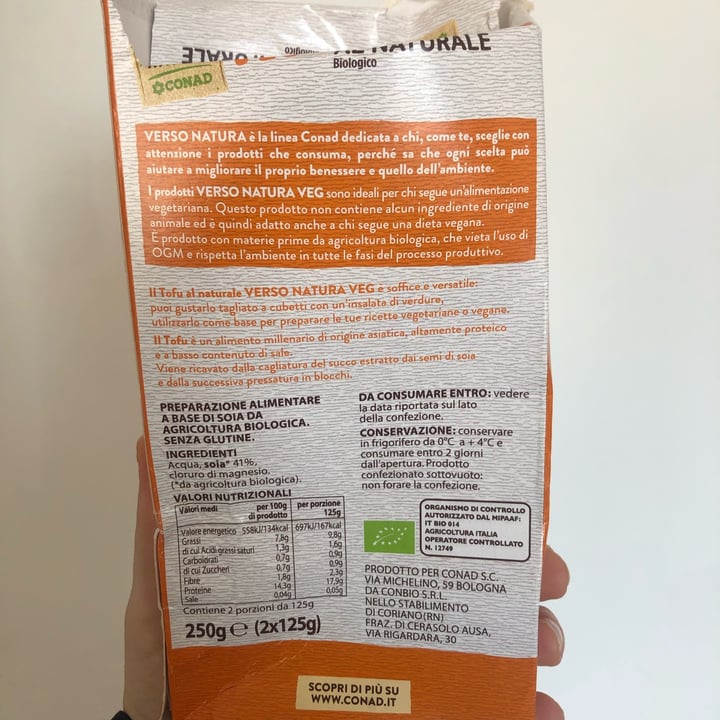 AL NATURALE
Biologico
CONAD
VERSO NATURA è la linea Conad dedicata a chi, come te, sceglie con
attenzione i prodotti che consuma, perché sa che ogni scelta può
aiutare a migliorare il proprio benessere e quello dell'ambiente.
I prodotti VERSO NATURA VEG sono ideali per chi segue un'alimentazione
vegetariana. Questo prodotto non contiene alcun ingrediente di origine
animale ed è quindi adatto anche a chi segue una dieta vegana.
È prodotto con materie prime da agricoltura biologica, che vieta l'uso di
OGM e rispetta l'ambiente in tutte le fasi del processo produttivo.
Il Tofu al naturale VERSO NATURA VEG è soffice e versatile:
puoi gustarlo tagliato a cubetti con un'insalata di verdure,
utilizzarlo come base per preparare le tue ricette vegetariane o vegane.
Il Tofu è un alimento millenario di origine asiatica, altamente proteico
e a basso contenuto di sale.
Viene ricavato dalla cagliatura del succo estratto dai semi di soia
e dalla successiva pressatura in blocchi.
PREPARAZIONE ALIMENTARE
A BASE DI SOIA DA
AGRICOLTURA BIOLOGICA.
SENZA GLUTINE.
INGREDIENTI
Acqua, soia* 41%,
cloruro di magnesio.
(*da agricoltura biologica).
VALORI NUTRIZIONALI
Valori medi per 100g di prodotto per porzione 125g
Valore energetico 558kJ/134kcal 697kJ/167kcal
Grassi 7,8g 9,8g
di cui Acidi grassi saturi 1,3g 1,6g
Carboidrati 0,7g 0,9g
di cui Zuccheri 0,7g 0,9g
Fibre 1,8g 2,3g
Proteine 14,3g 17,9g
Sale 0,04g 0,05g
Contiene 2 porzioni da 125g
250g e (2x125g)
DA CONSUMARE ENTRO: vedere
la data riportata sul lato
della confezione.
CONSERVAZIONE: conservare
in frigorifero da 0°C a + 4°C e
consumare entro 2 giorni
dall'apertura. Prodotto
confezionato sottovuoto:
non forare la confezione.
ORGANISMO DI CONTROLLO
AUTORIZZATO DAL MIPAAF:
IT BIO 014
AGRICOLTURA ITALIA
OPERATORE CONTROLLATO
N. 12749
PRODOTTO PER CONAD S.C.
VIA MICHELINO, 59 BOLOGNA
DA CONBIO S.R.L.
NELLO STABILIMENTO
DI CORIANO (RN)
FRAZ. DI CERASOLO AUSA,
VIA RIGARDARA, 30
SCOPRI DI PIÙ SU
WWW.CONAD.IT